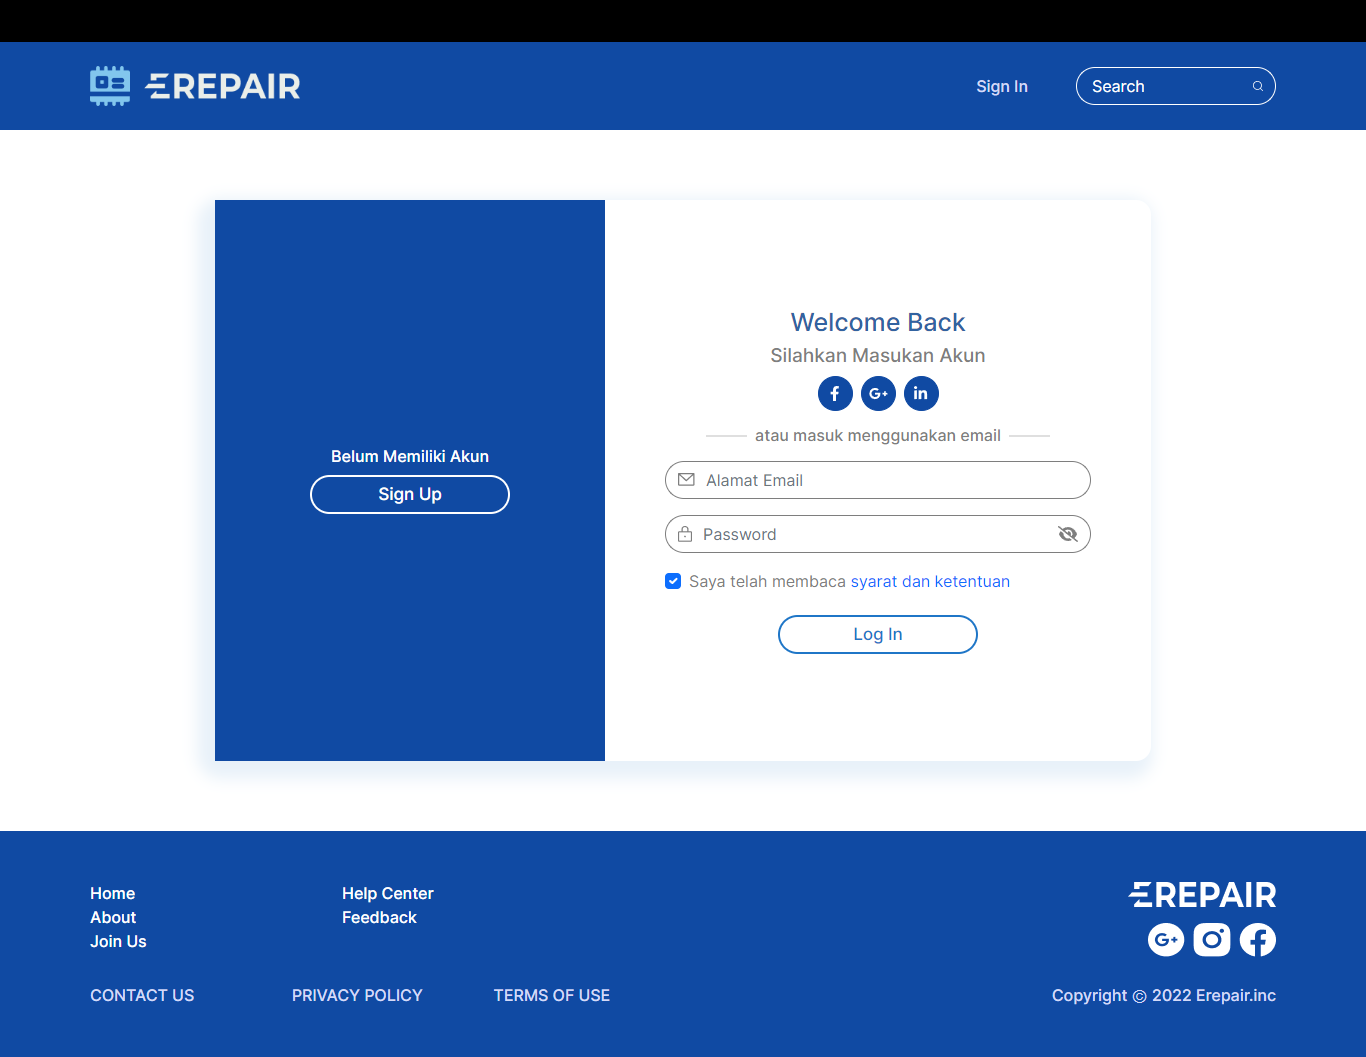 EREPAIR
Sign In
Search
Belum Memiliki Akun
Sign Up
Welcome Back
Silahkan Masukan Akun
atau masuk menggunakan email
Alamat Email
Password
Saya telah membaca syarat dan ketentuan
Log In
Home
About
Join Us
Help Center
Feedback
EREPAIR
CONTACT US
PRIVACY POLICY
TERMS OF USE
Copyright © 2022 Erepair.inc